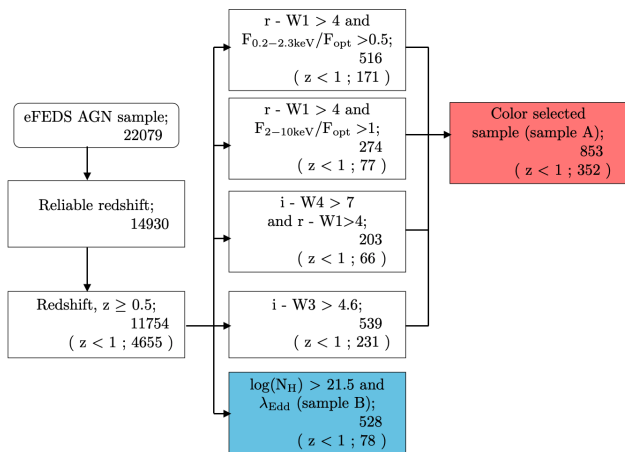 eFEDS AGN sample;
22079
Reliable redshift;
14930
Redshift, z ≥ 0.5;
11754
( z < 1 ; 4655 )
r - W1 > 4 and
F₀.₂₋₂.₃ₖₑᵥ/Fₒₚₜ >0.5;
516
( z < 1 ; 171 )
r - W1 > 4 and
F₂₋₁₀ₖₑᵥ/Fₒₚₜ >1;
274
( z < 1 ; 77 )
i - W4 > 7
and r - W1>4;
203
( z < 1 ; 66 )
i - W3 > 4.6;
539
( z < 1 ; 231 )
log(N_H) > 21.5 and
λ_Edd (sample B);
528
( z < 1 ; 78 )
Color selected
sample (sample A);
853
( z < 1 ; 352 )